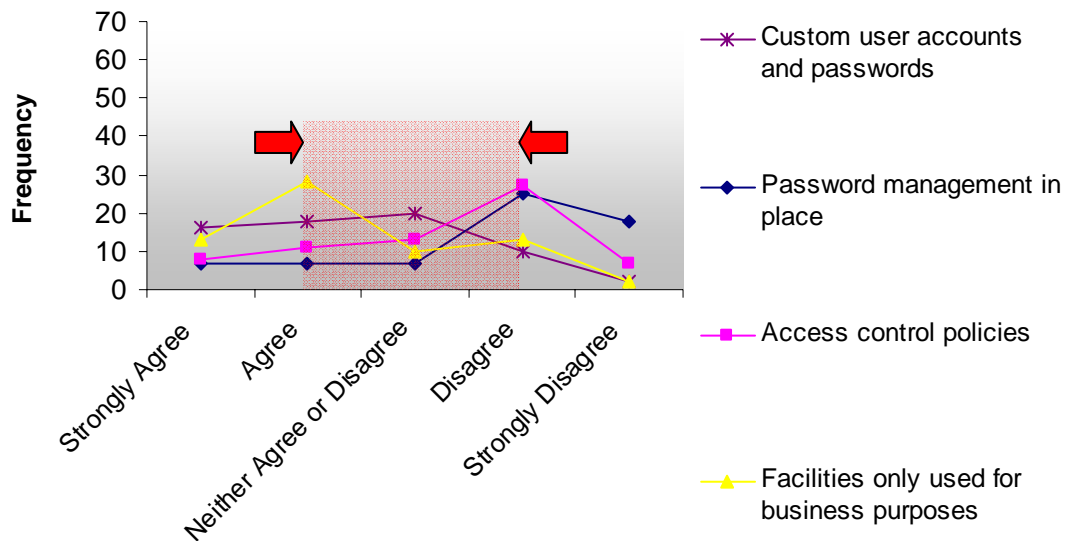 70
60
50
40
30
20
10
0
Frequency
Strongly Agree
Agree
Neither Agree or Disagree
Disagree
Strongly Disagree
Custom user accounts
and passwords
Password management in
place
Access control policies
Facilities only used for
business purposes